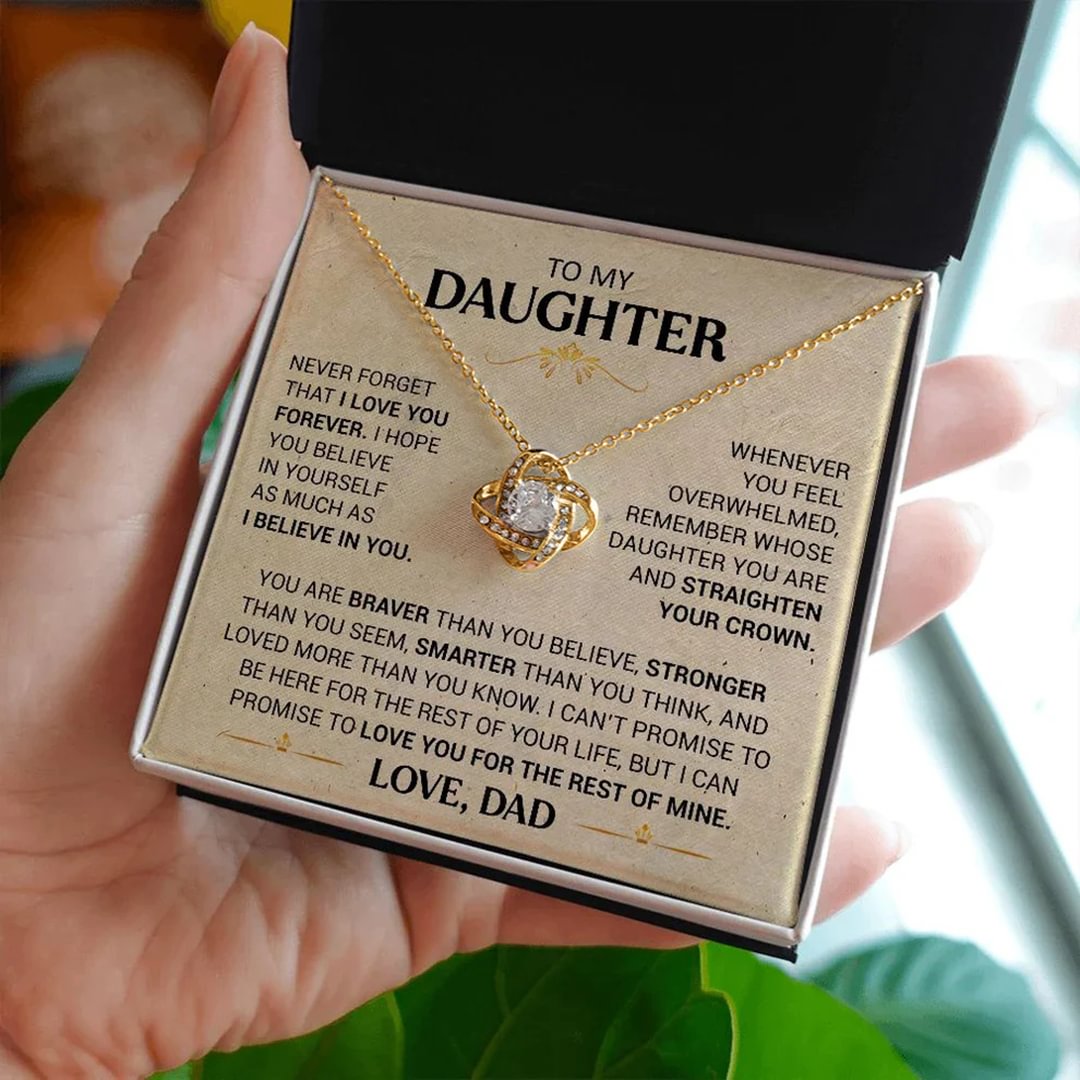 TO MY
DAUGHTER
NEVER FORGET
THAT I LOVE YOU
FOREVER. I HOPE
YOU BELIEVE
IN YOURSELF
AS MUCH AS
I BELIEVE IN YOU.
WHENEVER
YOU FEEL
OVERWHELMED,
REMEMBER WHOSE
DAUGHTER YOU ARE
AND STRAIGHTEN
YOUR CROWN.
YOU ARE BRAVER THAN YOU BELIEVE, STRONGER
THAN YOU SEEM, SMARTER THAN YOU THINK, AND
LOVED MORE THAN YOU KNOW. I CAN'T PROMISE TO
BE HERE FOR THE REST OF YOUR LIFE, BUT I CAN
PROMISE TO LOVE YOU FOR THE REST OF MINE.
LOVE, DAD